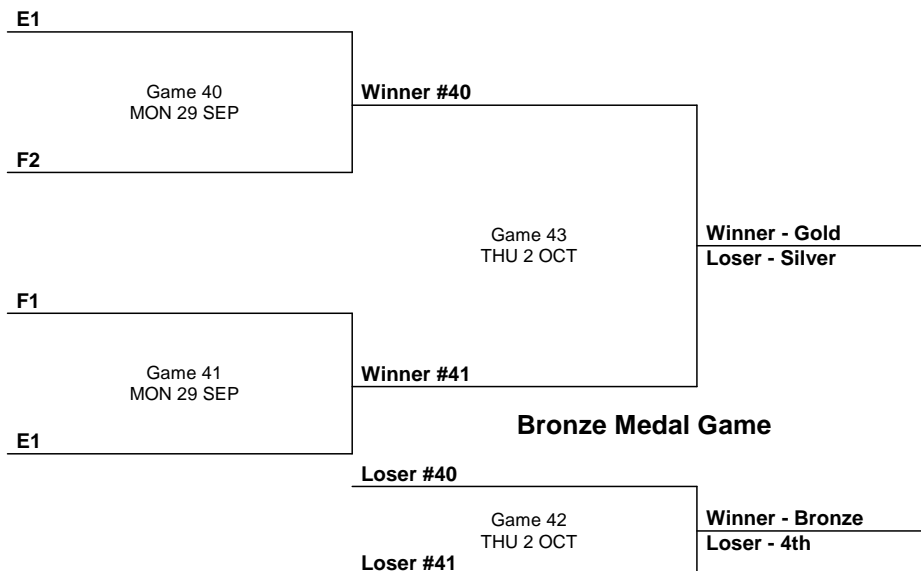 E1
Game 40
MON 29 SEP
Winner #40
F2
Game 43
THU 2 OCT
Winner - Gold
Loser - Silver
F1
Game 41
MON 29 SEP
Winner #41
E1
Bronze Medal Game
Loser #40
Game 42
THU 2 OCT
Winner - Bronze
Loser - 4th
Loser #41